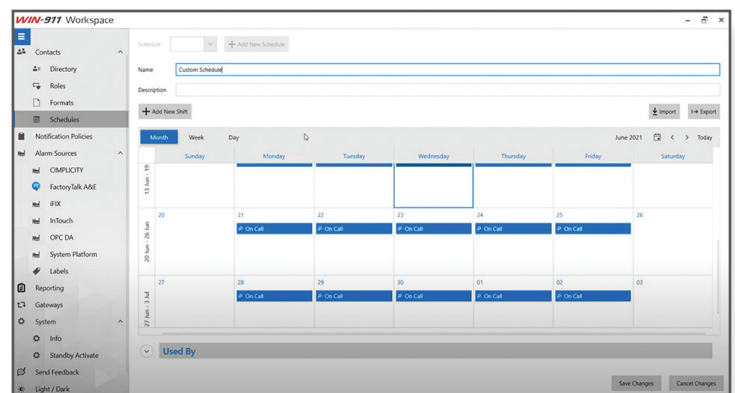 WIN-911 Workspace
Contacts
Directory
Roles
Formats
Schedules
Notification Policies
Alarm Sources
CIMPLICITY
FactoryTalk A&E
iFIX
InTouch
OPC DA
System Platform
Labels
Reporting
Gateways
System
Info
Standby Activate
Send Feedback
Light / Dark
Schedule
+ Add New Schedule
Name Custom Schedule
Description
+ Add New Shift
Import Export
Month Week Day June 2021 < > Today
Sunday Monday Tuesday Wednesday Thursday Friday Saturday
13 Jun - 19
20 21 22 23 24 25 26
20 Jun - 26 Jun
On Call On Call On Call On Call On Call
27 28 29 30 01 02 03
27 Jun - 3 Jul
On Call On Call On Call On Call On Call
Used By
Save Changes Cancel Changes